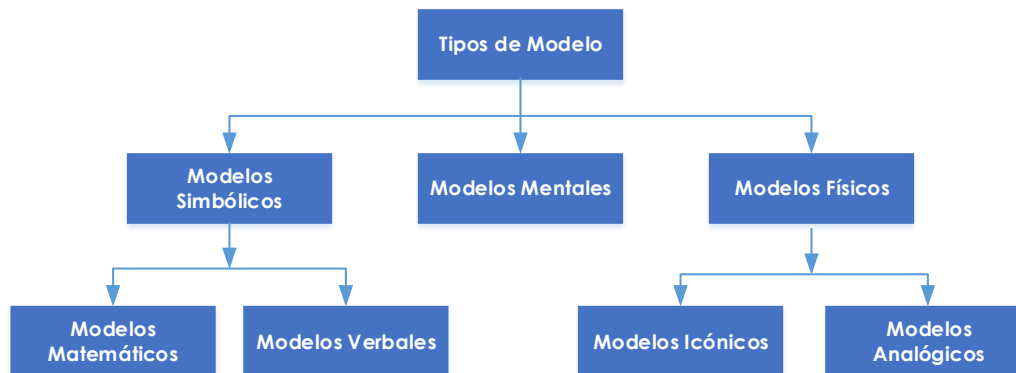 Tipos de Modelo
Modelos
Simbólicos
Modelos Mentales
Modelos Físicos
Modelos
Matemáticos
Modelos Verbales
Modelos Icónicos
Modelos
Analógicos